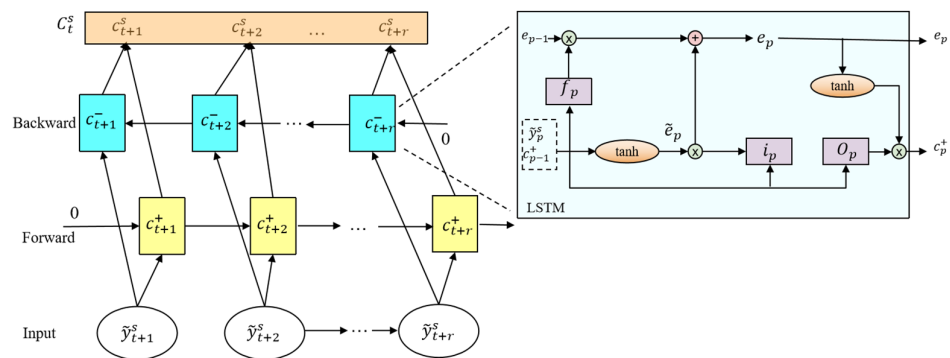 C_t^s c_{t+1}^s c_{t+2}^s … c_{t+r}^s
Backward c_{t+1}^- c_{t+2}^- … c_{t+r}^- 0
0
Forward c_{t+1}^+ c_{t+2}^+ … c_{t+r}^+
Input ỹ_{t+1}^s ỹ_{t+2}^s … ỹ_{t+r}^s
e_{p-1} x + e_p e_p
f_p tanh
ỹ_p^s ẽ_p
c_{p-1}^+ tanh x i_p O_p x c_p^+
LSTM